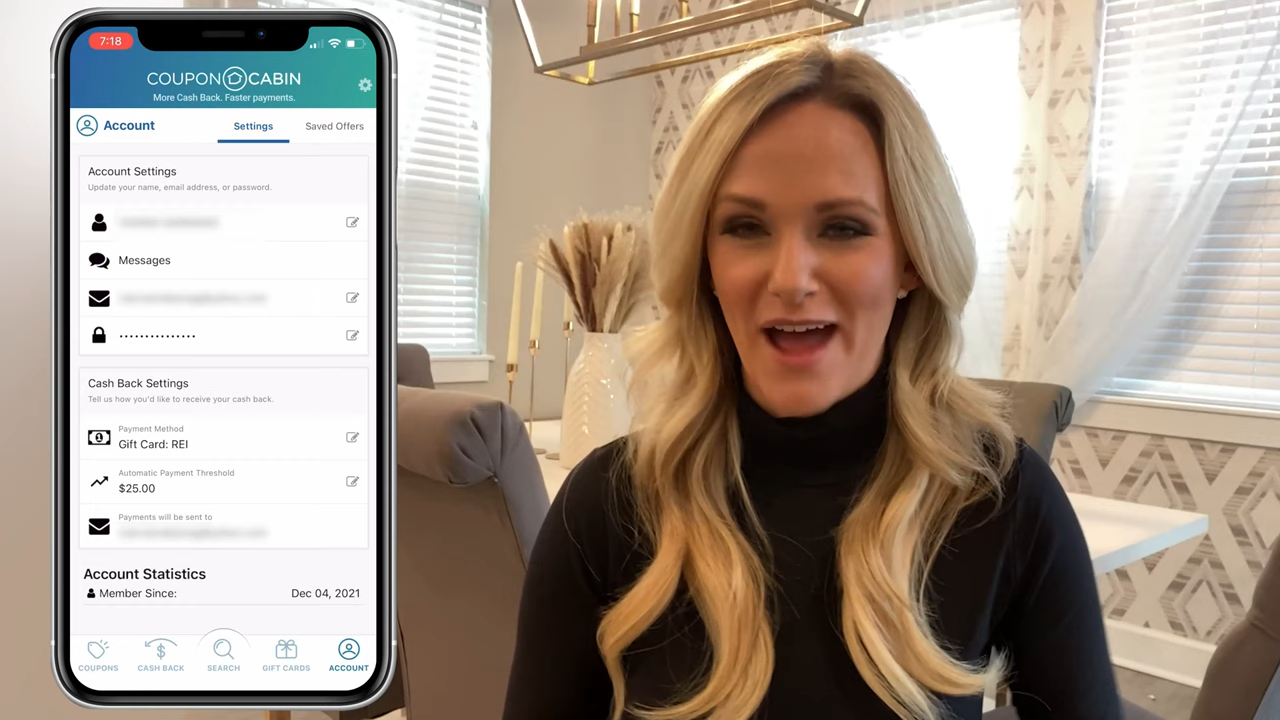 7:18
COUPON CABIN
More Cash Back. Faster payments.
Account
Settings
Saved Offers
Account Settings
Update your name, email address, or password.
Messages
Cash Back Settings
Tell us how you'd like to receive your cash back.
Payment Method
Gift Card: REI
Automatic Payment Threshold
$25.00
Payments will be sent to
Account Statistics
Member Since:
Dec 04, 2021
COUPONS
CASH BACK
SEARCH
GIFT CARDS
ACCOUNT